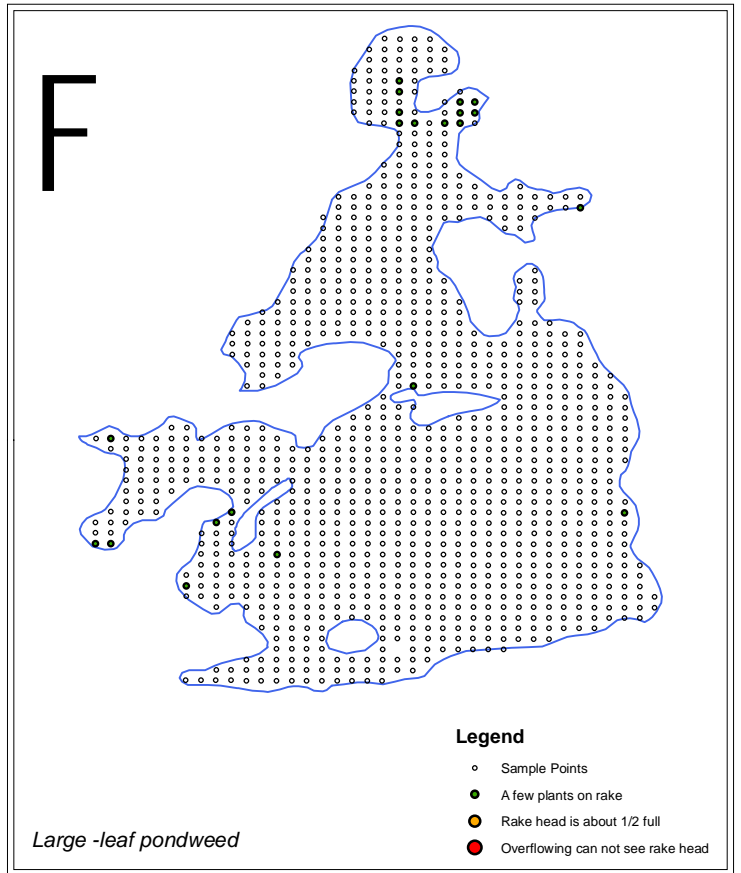 F
Legend
Sample Points
A few plants on rake
Rake head is about 1/2 full
Overflowing can not see rake head
Large -leaf pondweed